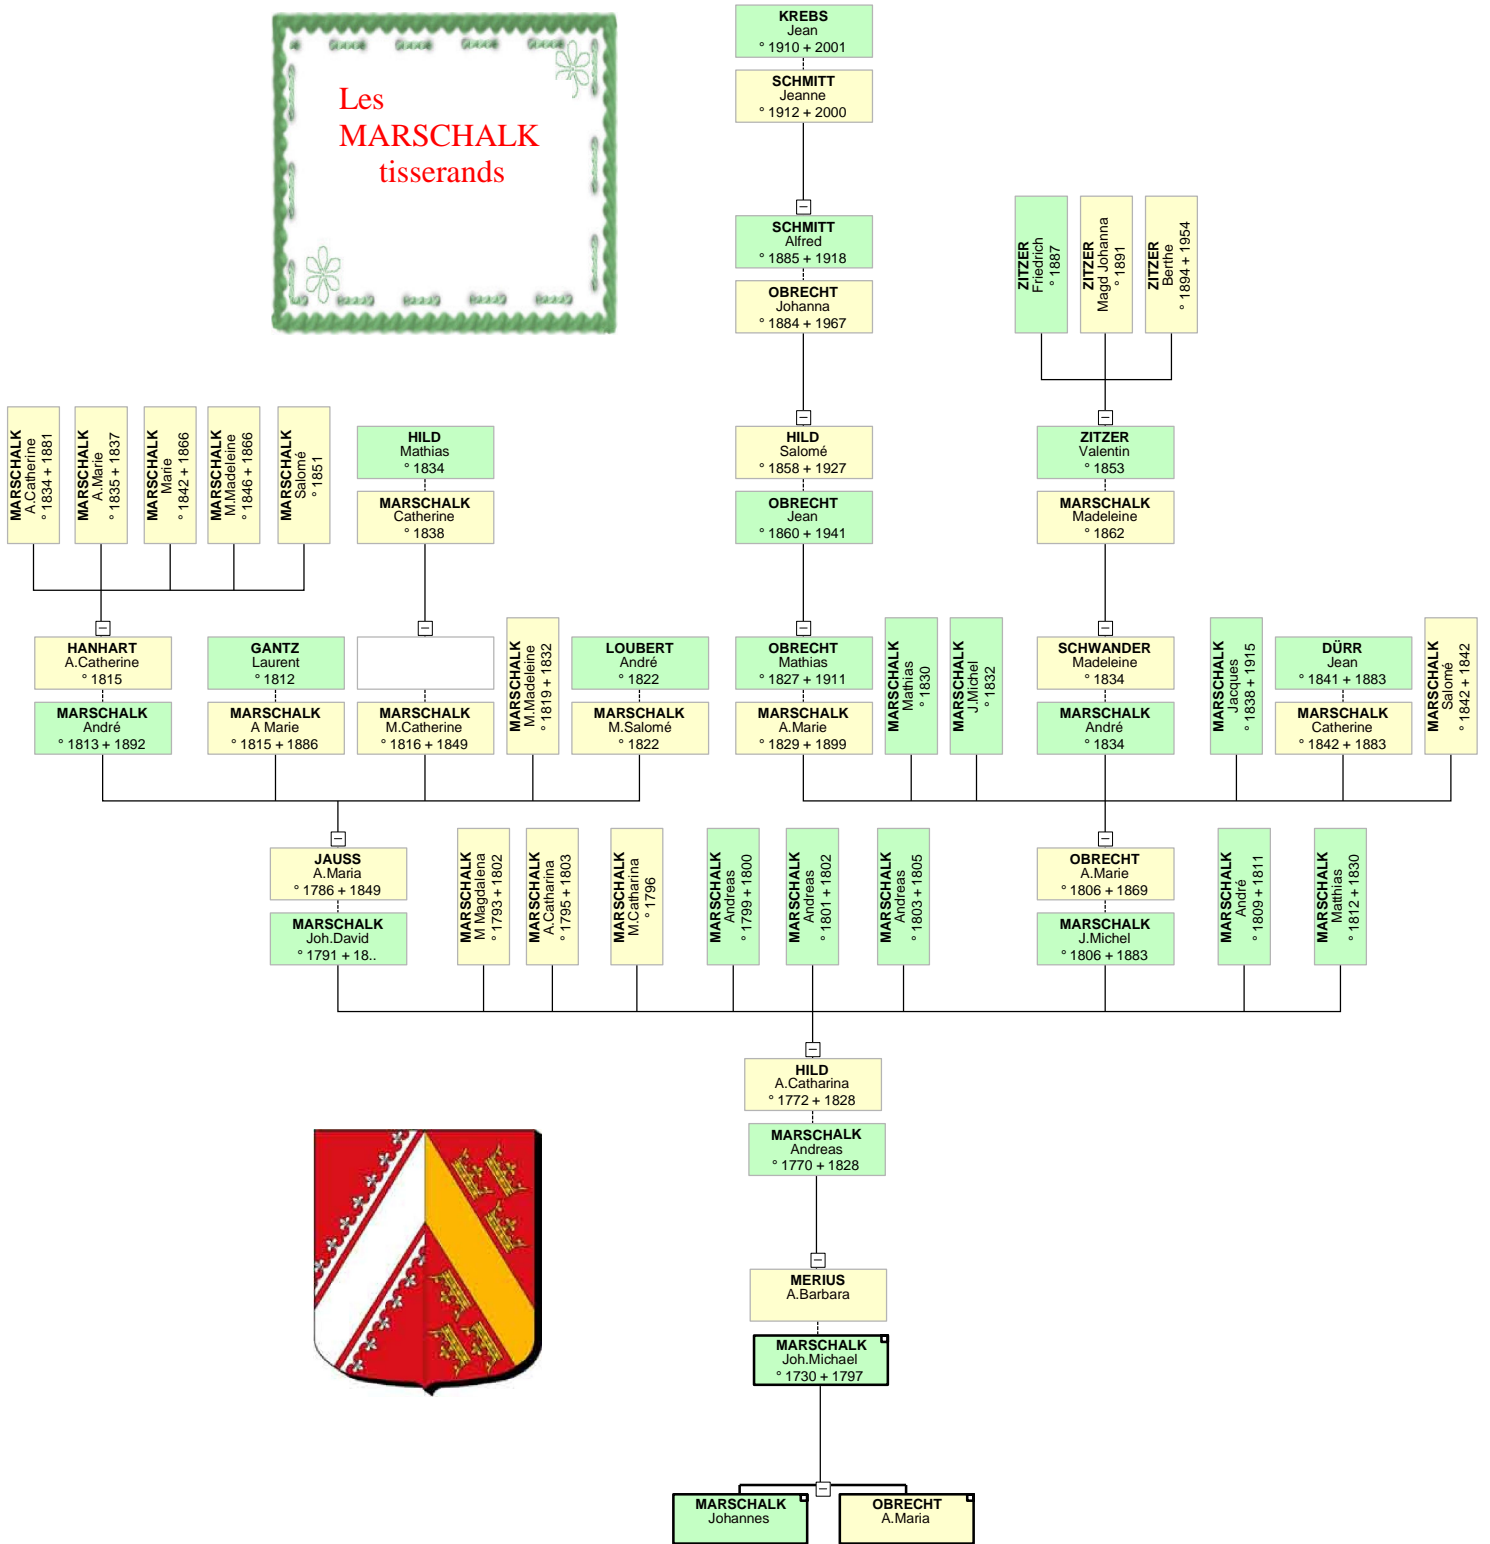 Les
MARSCHALK
tisserands
KREBS
Jean
° 1910 + 2001
SCHMITT
Jeanne
° 1912 + 2000
SCHMITT
Alfred
° 1885 + 1918
OBRECHT
Johanna
° 1884 + 1967
ZITZER
Friedrich
° 1887
ZITZER
Magd Johanna
° 1891
ZITZER
Berthe
° 1894 + 1954
MARSCHALK
A.Catherine
° 1834 + 1881
MARSCHALK
A.Marie
° 1835 + 1837
MARSCHALK
Marie
° 1842 + 1866
MARSCHALK
M.Madeleine
° 1846 + 1866
MARSCHALK
Salomé
° 1851
HILD
Mathias
° 1834
MARSCHALK
Catherine
° 1838
HILD
Salomé
° 1858 + 1927
OBRECHT
Jean
° 1860 + 1941
ZITZER
Valentin
° 1853
MARSCHALK
Madeleine
° 1862
HANHART
A.Catherine
° 1815
MARSCHALK
André
° 1813 + 1892
GANTZ
Laurent
° 1812
MARSCHALK
A Marie
° 1815 + 1886
MARSCHALK
M.Catherine
° 1816 + 1849
MARSCHALK
M.Madeleine
° 1819 + 1832
LOUBERT
André
° 1822
MARSCHALK
M.Salomé
° 1822
OBRECHT
Mathias
° 1827 + 1911
MARSCHALK
A.Marie
° 1829 + 1899
MARSCHALK
Mathias
° 1830
MARSCHALK
J.Michel
° 1832
SCHWANDER
Madeleine
° 1834
MARSCHALK
André
° 1834
MARSCHALK
Jacques
° 1838 + 1915
DÜRR
Jean
° 1841 + 1883
MARSCHALK
Catherine
° 1842 + 1883
MARSCHALK
Salomé
° 1842 + 1842
JAUSS
A.Maria
° 1786 + 1849
MARSCHALK
Joh.David
° 1791 + 18..
MARSCHALK
M Magdalena
° 1793 + 1802
MARSCHALK
A.Catharina
° 1795 + 1803
MARSCHALK
M.Catharina
° 1796
MARSCHALK
Andreas
° 1799 + 1800
MARSCHALK
Andreas
° 1801 + 1802
MARSCHALK
Andreas
° 1803 + 1805
OBRECHT
A.Marie
° 1806 + 1869
MARSCHALK
J.Michel
° 1806 + 1883
MARSCHALK
André
° 1809 + 1811
MARSCHALK
Matthias
° 1812 + 1830
HILD
A.Catharina
° 1772 + 1828
MARSCHALK
Andreas
° 1770 + 1828
MERIUS
A.Barbara
MARSCHALK
Joh.Michael
° 1730 + 1797
MARSCHALK
Johannes
OBRECHT
A.Maria